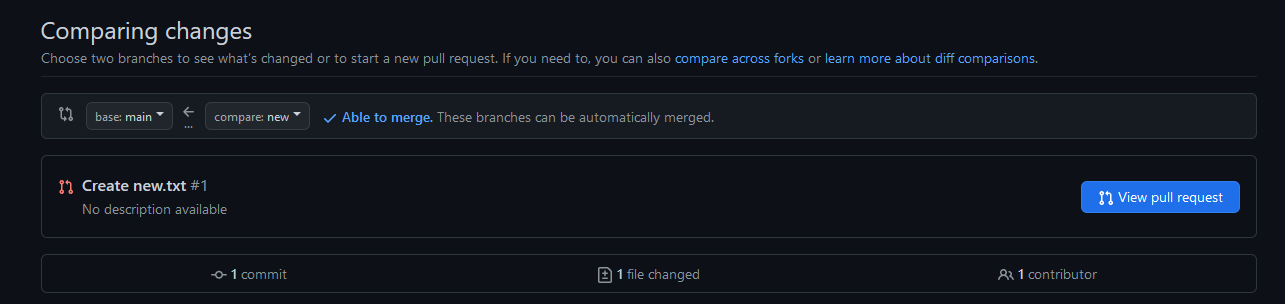 Comparing changes
Choose two branches to see what's changed or to start a new pull request. If you need to, you can also compare across forks or learn more about diff comparisons.
base: main ... compare: new Able to merge. These branches can be automatically merged.
Create new.txt #1
No description available
View pull request
1 commit 1 file changed 1 contributor